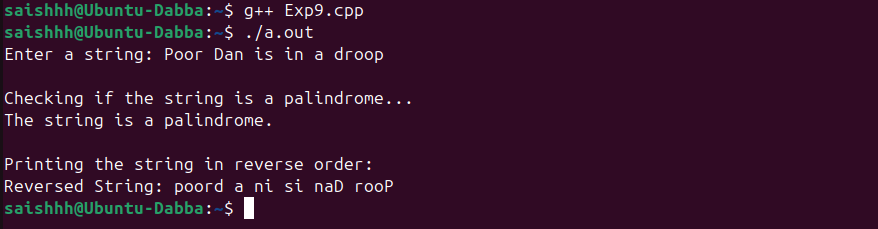 saishhh@Ubuntu-Dabba:~$ g++ Exp9.cpp
saishhh@Ubuntu-Dabba:~$ ./a.out
Enter a string: Poor Dan is in a droop
Checking if the string is a palindrome...
The string is a palindrome.
Printing the string in reverse order:
Reversed String: poord a ni si naD rooP
saishhh@Ubuntu-Dabba:~$